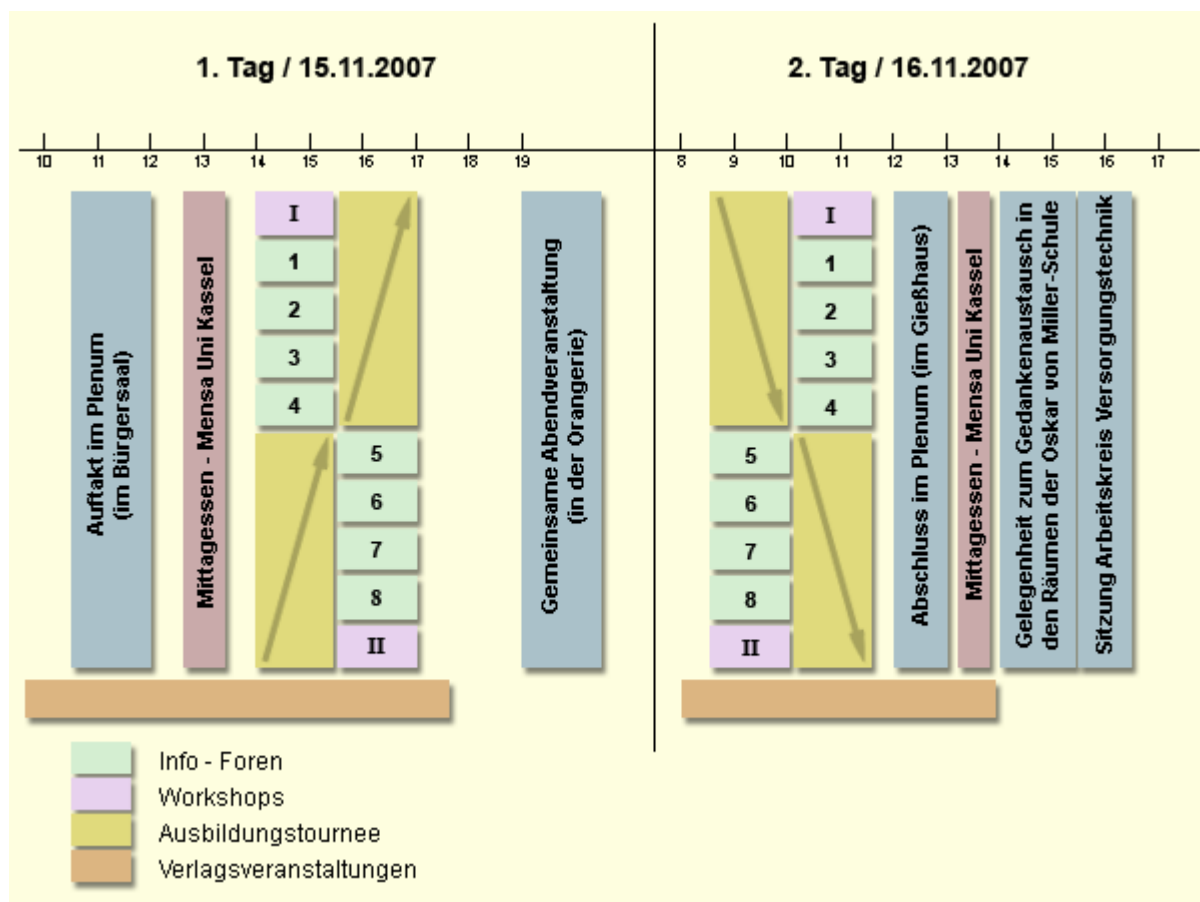 1. Tag / 15.11.2007
2. Tag / 16.11.2007
10 11 12 13 14 15 16 17 18 19
8 9 10 11 12 13 14 15 16 17
Auftakt im Plenum
(im Bürgersaal)
Mittagessen - Mensa Uni Kassel
I
1
2
3
4
5
6
7
8
II
Gemeinsame Abendveranstaltung
(in der Orangerie)
5
6
7
8
II
I
1
2
3
4
Abschluss im Plenum (im Gießhaus)
Mittagessen - Mensa Uni Kassel
Gelegenheit zum Gedankenaustausch in
den Räumen der Oskar von Miller-Schule
Sitzung Arbeitskreis Versorgungstechnik
Info - Foren
Workshops
Ausbildungstournee
Verlagsveranstaltungen